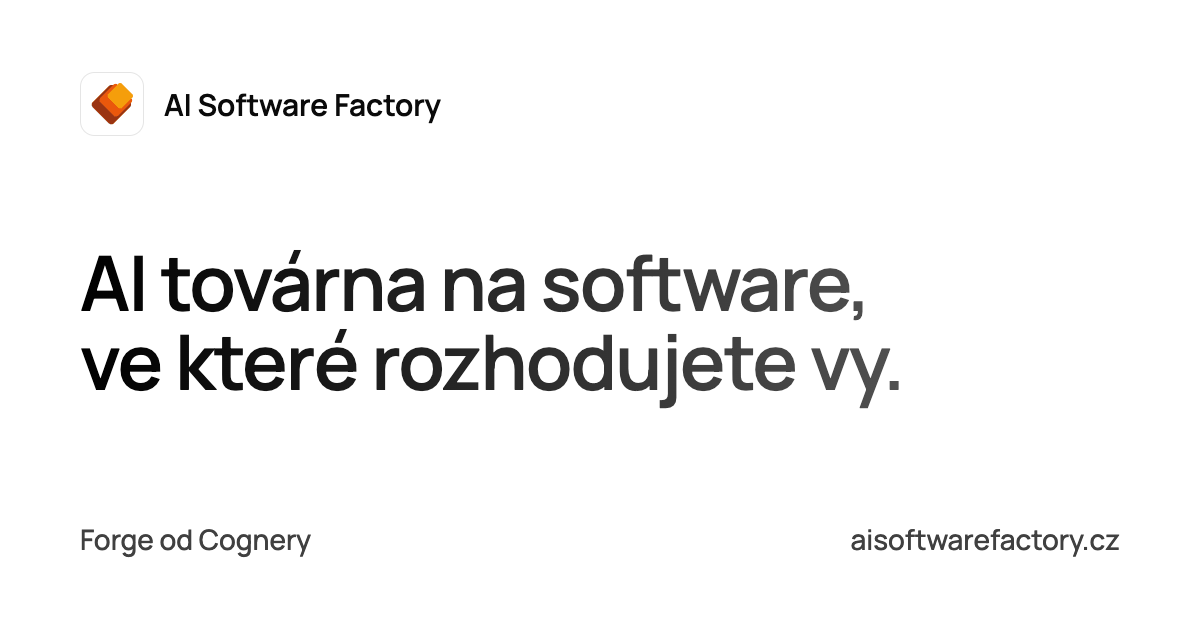 AI Software Factory
AI továrna na software,
ve které rozhodujete vy.
Forge od Cognery
aisoftwarefactory.cz